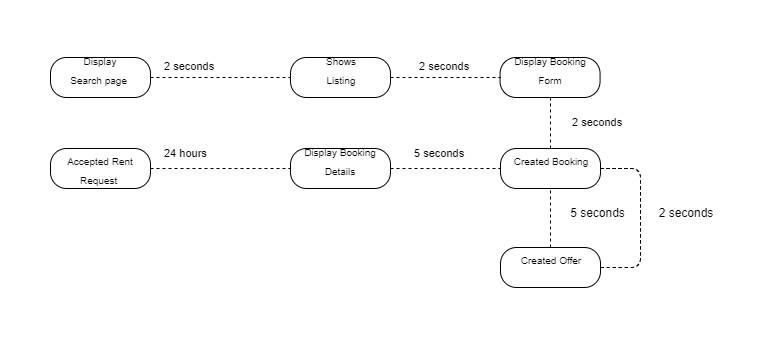 Display
Search page
2 seconds
Shows
Listing
2 seconds
Display Booking
Form
2 seconds
Accepted Rent
Request
24 hours
Display Booking
Details
5 seconds
Created Booking
5 seconds
2 seconds
Created Offer